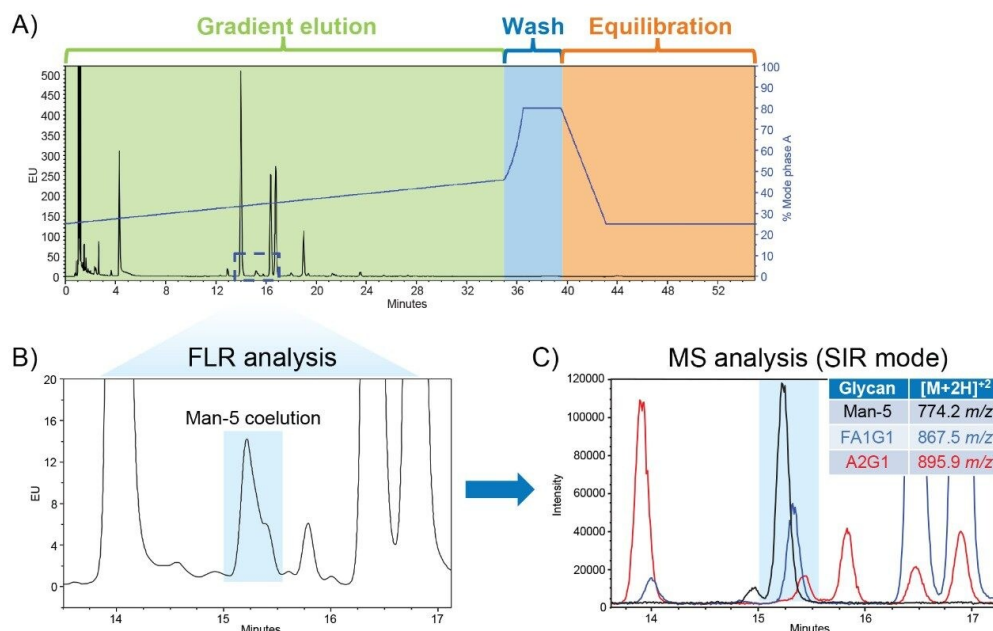 A)
Gradient elution
Wash
Equilibration
500
450
400
350
300
250
200
150
100
50
0
EU
100
90
80
70
60
50
40
30
20
10
0
% Mode phase A
0 4 8 12 16 20 24 28 32 36 40 44 48 52
Minutes
B)
FLR analysis
Man-5 coelution
20
16
12
8
4
0
EU
14 15 16 17
Minutes
C)
MS analysis (SIR mode)
120000
100000
80000
60000
40000
20000
0
Intensity
Glycan [M+2H]+2
Man-5 774.2 m/z
FA1G1 867.5 m/z
A2G1 895.9 m/z
14 15 16 17
Minutes